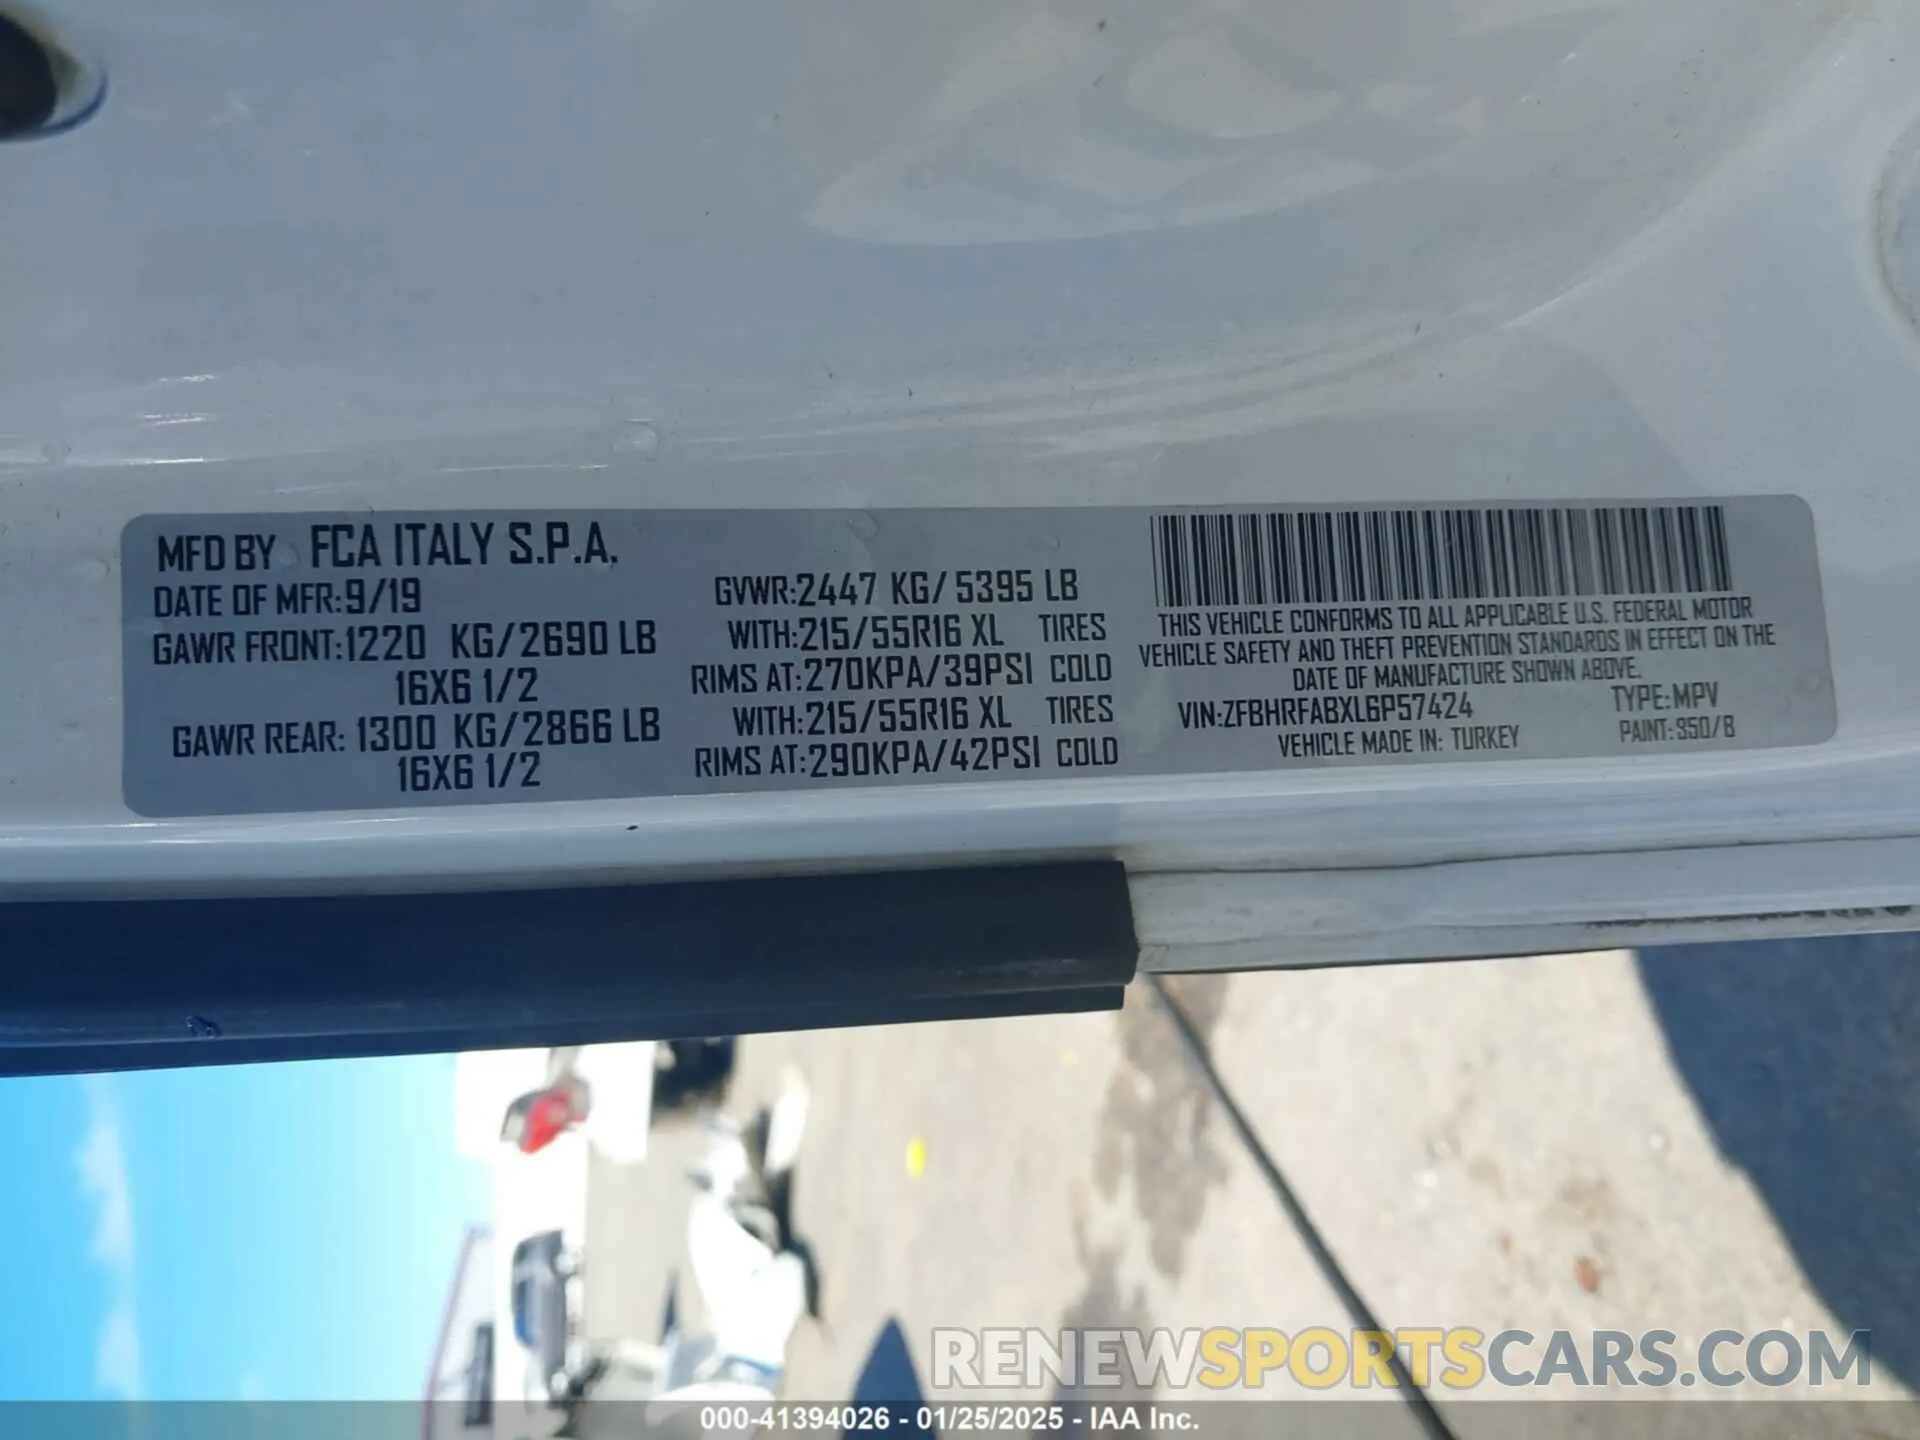 MFD BY FCA ITALY S.P.A.
DATE OF MFR:9/19
GAWR FRONT:1220 KG/2690 LB
16X6 1/2
GAWR REAR: 1300 KG/2866 LB
16X6 1/2
GVWR:2447 KG/ 5395 LB
WITH:215/55R16 XL TIRES
RIMS AT:270KPA/39PSI COLD
WITH:215/55R16 XL TIRES
RIMS AT:290KPA/42PSI COLD
THIS VEHICLE CONFORMS TO ALL APPLICABLE U.S. FEDERAL MOTOR
VEHICLE SAFETY AND THEFT PREVENTION STANDARDS IN EFFECT ON THE
DATE OF MANUFACTURE SHOWN ABOVE.
VIN:ZFBHRFABXL6P57424 TYPE:MPV
VEHICLE MADE IN: TURKEY PAINT:S50/B
RENEWSPORTSCARS.COM
000-41394026 - 01/25/2025 - IAA Inc.